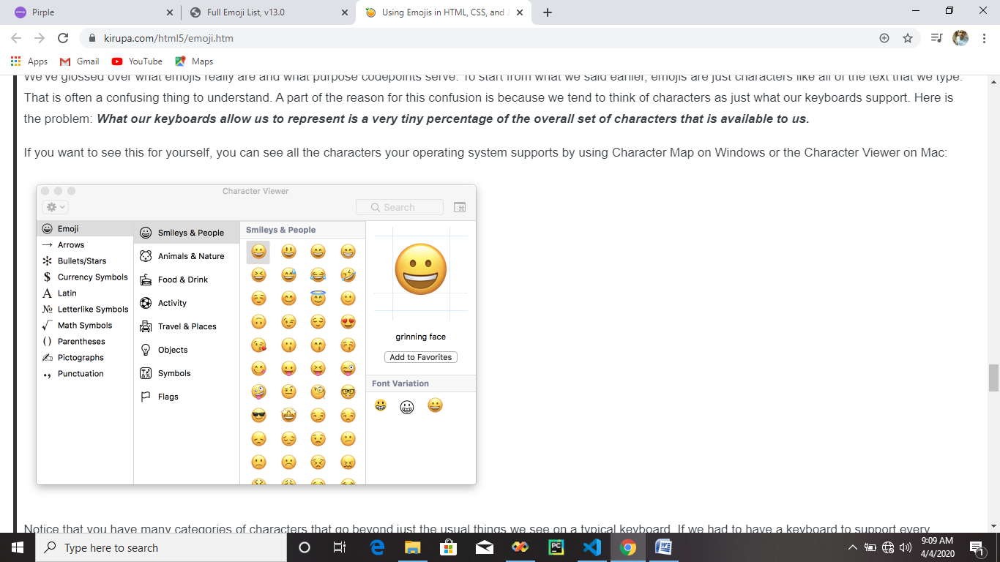 Pirple
Full Emoji List, v13.0
Using Emojis in HTML, CSS, and J
kirupa.com/html5/emoji.htm
Apps
Gmail
YouTube
Maps
We've glossed over what emojis really are and what purpose codepoints serve. To start from what we said earlier, emojis are just characters like all of the text that we type.
That is often a confusing thing to understand. A part of the reason for this confusion is because we tend to think of characters as just what our keyboards support. Here is
the problem: What our keyboards allow us to represent is a very tiny percentage of the overall set of characters that is available to us.
If you want to see this for yourself, you can see all the characters your operating system supports by using Character Map on Windows or the Character Viewer on Mac:
Character Viewer
Search
Emoji
Arrows
Bullets/Stars
$ Currency Symbols
A Latin
№ Letterlike Symbols
√ Math Symbols
() Parentheses
Pictographs
., Punctuation
Smileys & People
Animals & Nature
Food & Drink
Activity
Travel & Places
Objects
Symbols
Flags
Smileys & People
grinning face
Add to Favorites
Font Variation
Notice that you have many categories of characters that go beyond just the usual things we see on a typical keyboard. If we had to have a keyboard to support every
Type here to search
PC
W
9:09 AM
4/4/2020
1